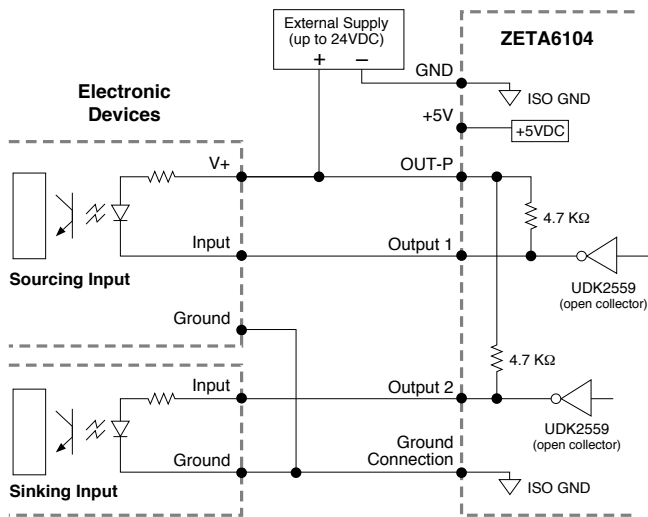 External Supply
(up to 24VDC)
+ –
ZETA6104
Electronic
Devices
GND
ISO GND
+5V
+5VDC
V+
OUT-P
4.7 KΩ
Input
Output 1
Sourcing Input
UDK2559
(open collector)
Ground
4.7 KΩ
Input
Output 2
UDK2559
(open collector)
Ground
Ground
Connection
Sinking Input
ISO GND